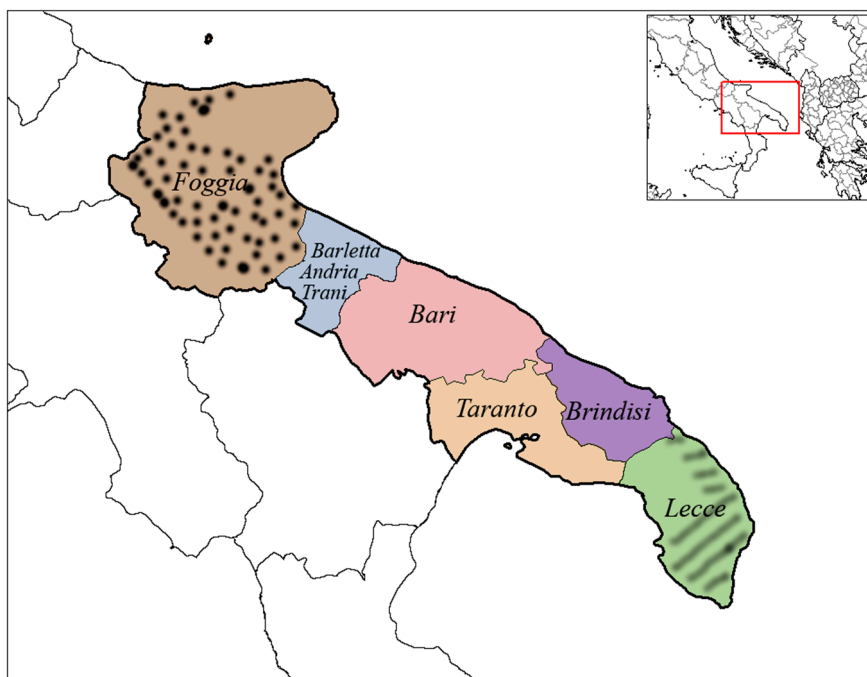 Foggia
Barletta
Andria
Trani
Bari
Taranto
Brindisi
Lecce